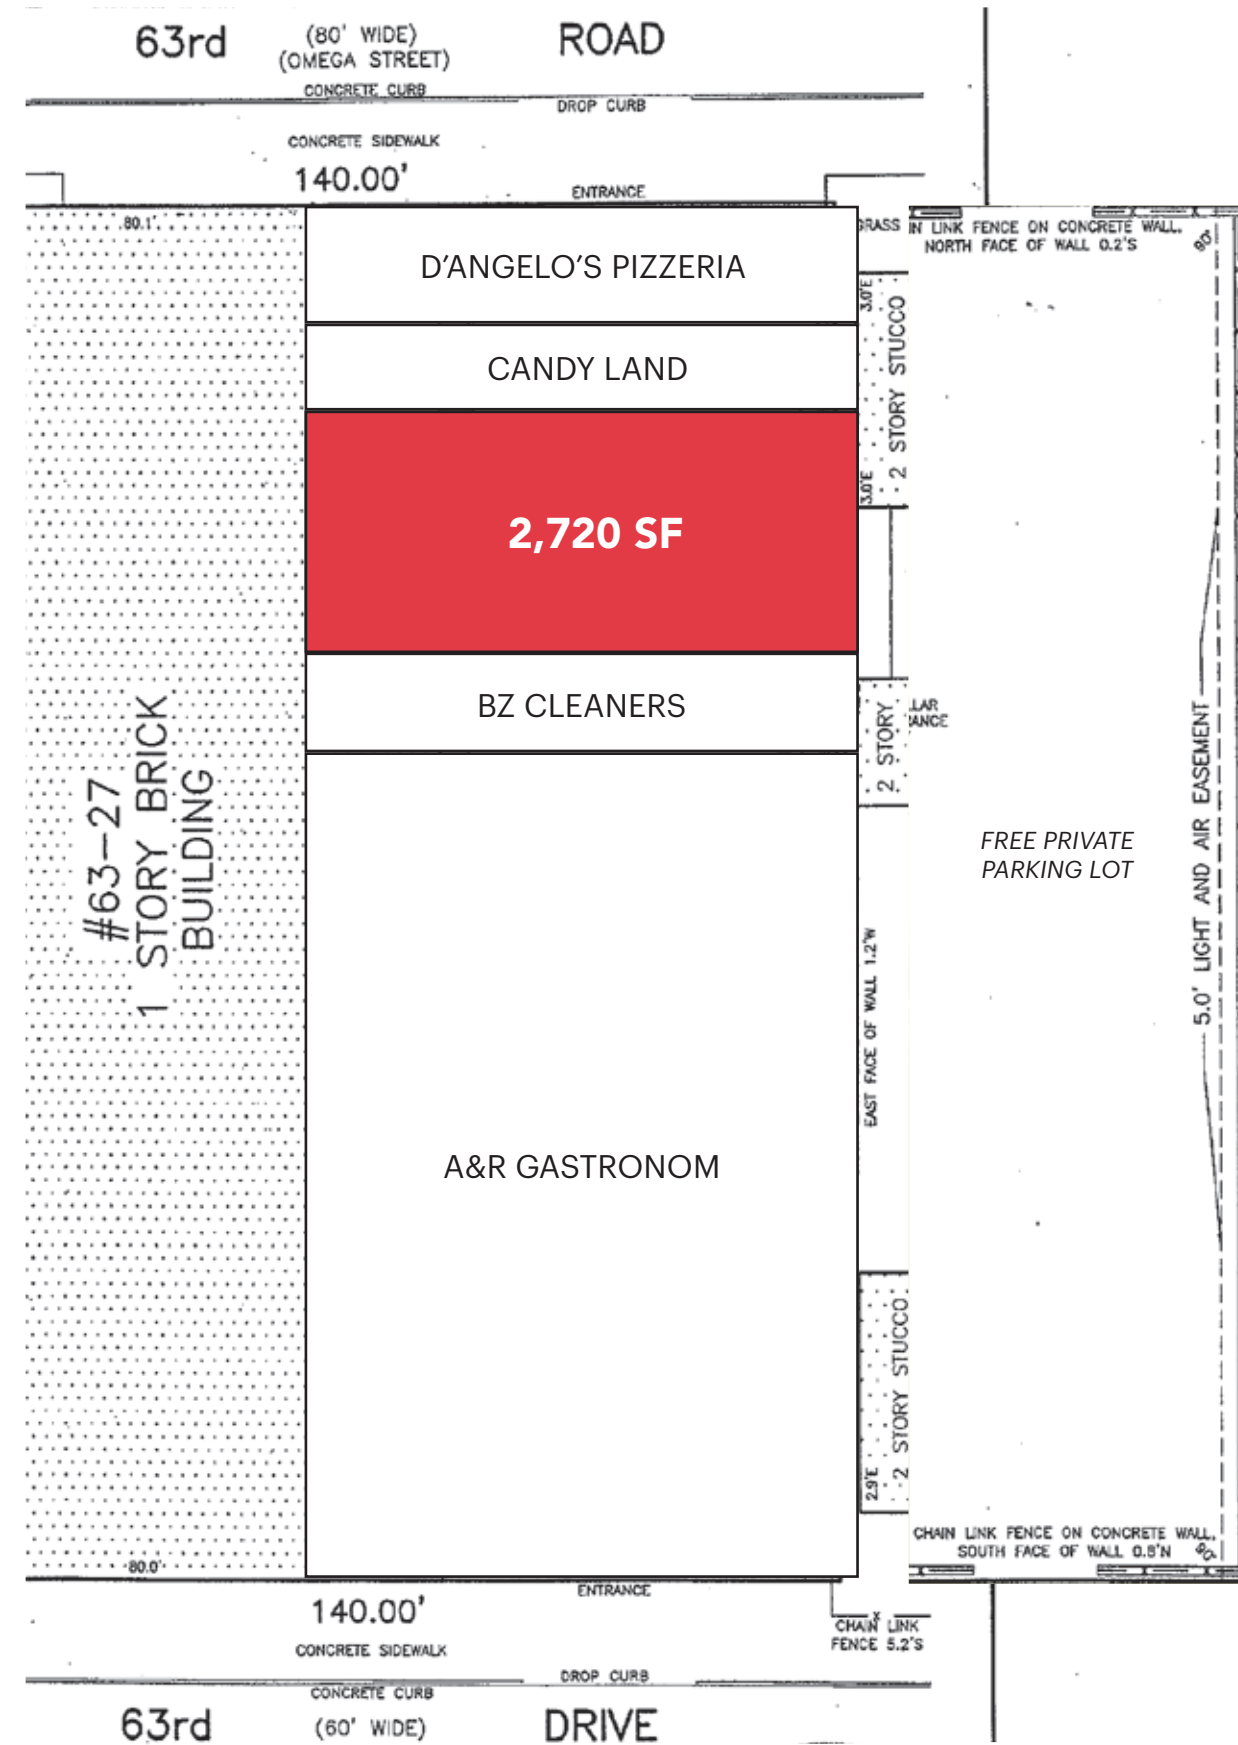 63rd (80' WIDE) ROAD
(OMEGA STREET)
CONCRETE CURB
DROP CURB
CONCRETE SIDEWALK
140.00'
ENTRANCE
80.1'
GRASS
IN LINK FENCE ON CONCRETE WALL,
NORTH FACE OF WALL 0.2'S
90°
D'ANGELO'S PIZZERIA
3.0'E
2 STORY STUCCO
CANDY LAND
3.0'E
2,720 SF
BZ CLEANERS
2 STORY
LLAR
RANCE
#63-27
1 STORY BRICK
BUILDING
5.0' LIGHT AND AIR EASEMENT
FREE PRIVATE
PARKING LOT
EAST FACE OF WALL 1.2'W
A&R GASTRONOM
2 STORY STUCCO
2.9'E
CHAIN LINK FENCE ON CONCRETE WALL,
SOUTH FACE OF WALL 0.8'N
90°
80.0'
ENTRANCE
140.00'
CHAIN LINK
FENCE 5.2'S
CONCRETE SIDEWALK
DROP CURB
CONCRETE CURB
63rd (60' WIDE) DRIVE